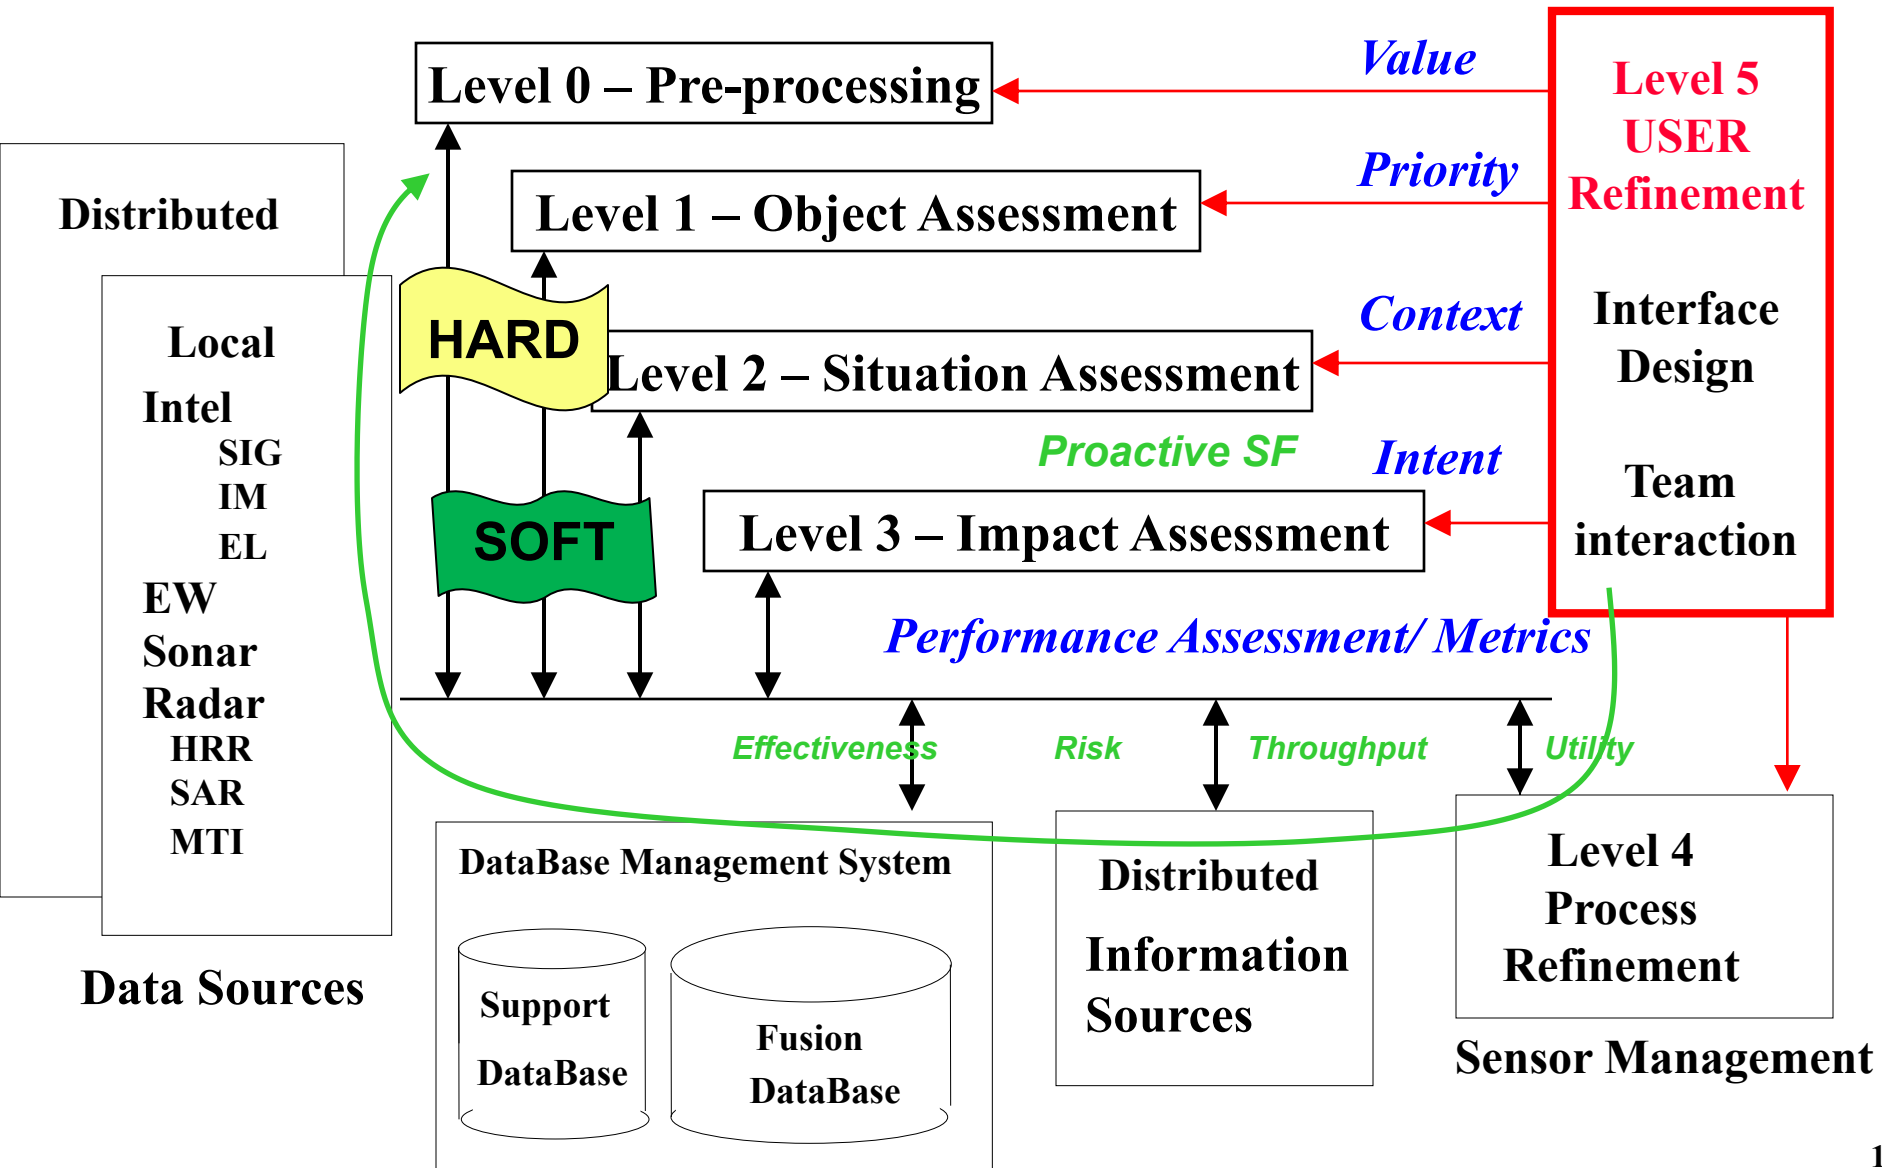 Level 0 – Pre-processing
Value
Level 5
USER
Refinement
Interface
Design
Team
interaction
Priority
Level 1 – Object Assessment
Distributed
Local
Intel
SIG
IM
EL
EW
Sonar
Radar
HRR
SAR
MTI
Data Sources
HARD
Context
Level 2 – Situation Assessment
Proactive SF
Intent
SOFT
Level 3 – Impact Assessment
Performance Assessment/ Metrics
Effectiveness
Risk
Throughput
Utility
DataBase Management System
Support
DataBase
Fusion
DataBase
Distributed
Information
Sources
Level 4
Process
Refinement
Sensor Management
1